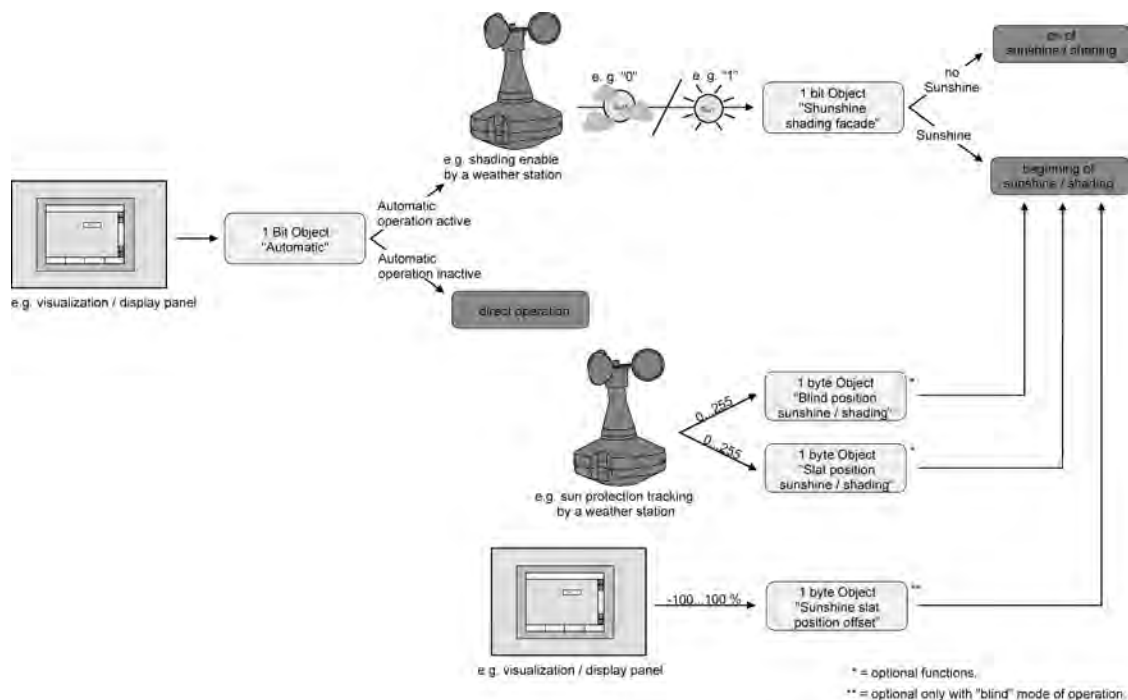 e. g. "0"
e. g. "1"
no
Sunshine
Sunshine
of
sunshine / shading
1 bit Object
"Shunshine
shading facade"
e.g. shading enable
by a weather station
beginning of
sunshine / shading
Automatic
operation active
1 Bit Object
"Automatic"
Automatic
operation inactive
e.g. visualization / display panel
direct operation
0...255
0...255
1 byte Object
"Blind position
sunshine / shading"
*
1 byte Object
"Slat position
sunshine / shading"
*
e.g. sun protection tracking
by a weather station
-100...100 %
1 byte Object
"Sunshine slat
position offset"
**
e.g. visualization / display panel
* = optional functions.
** = optional only with "blind" mode of operation